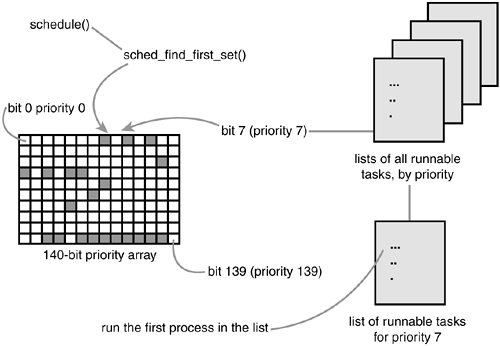 schedule()
sched_find_first_set()
bit 0 priority 0
bit 7 (priority 7)
lists of all runnable
tasks, by priority
140-bit priority array
bit 139 (priority 139)
run the first process in the list
list of runnable tasks
for priority 7